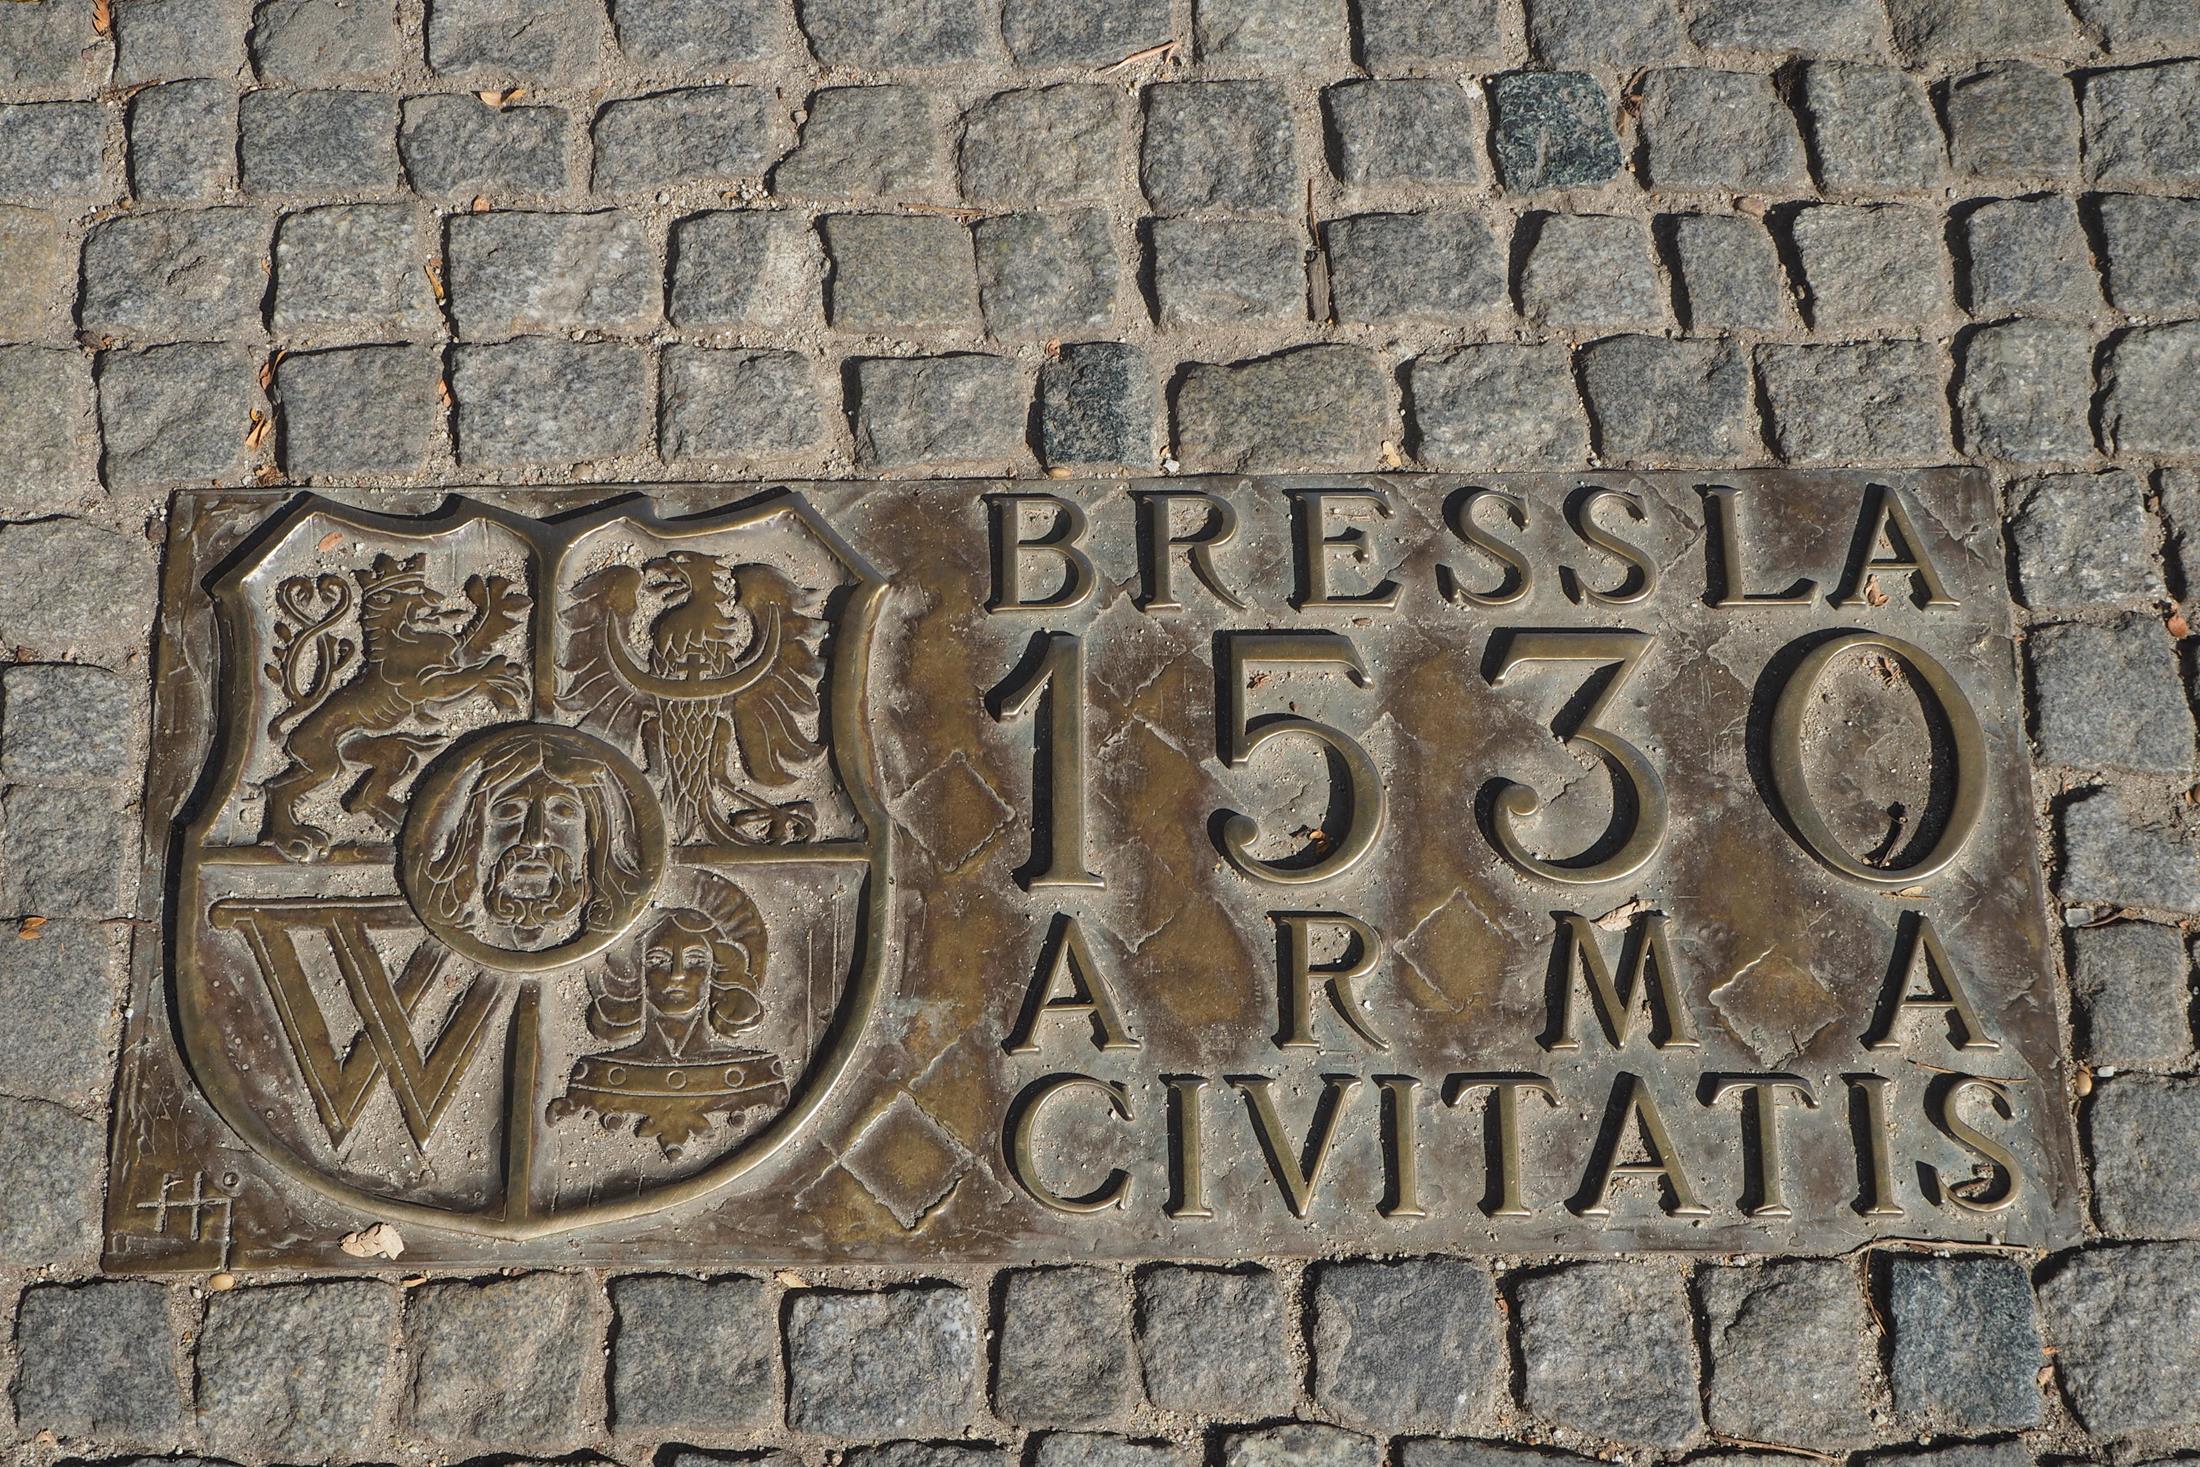 BRESSLA
1530
ARMA
CIVITATIS
W